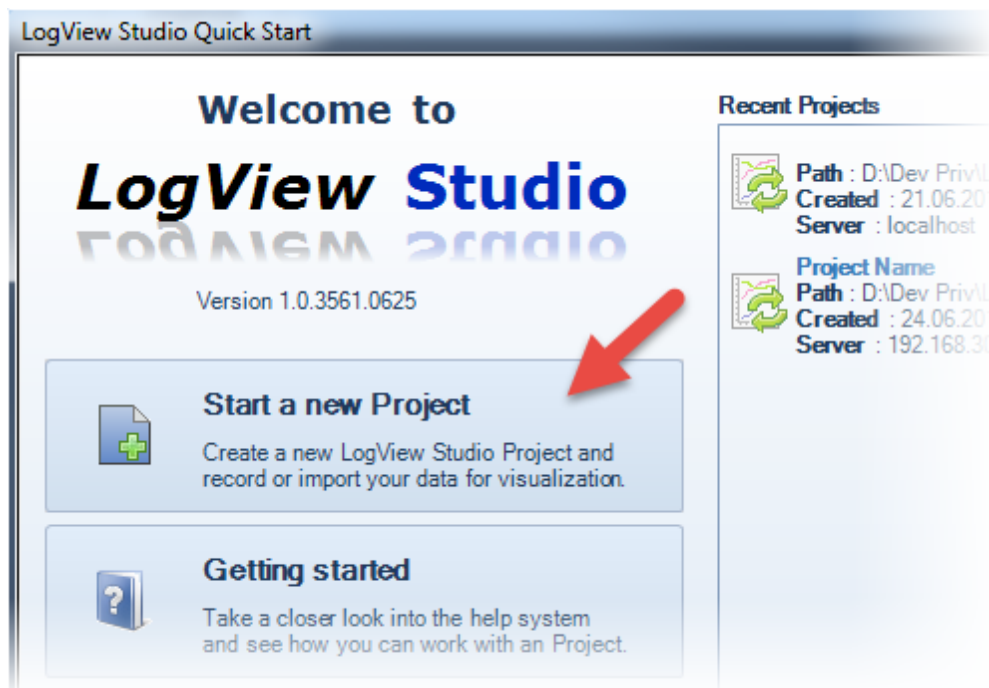 LogView Studio Quick Start
Welcome to
LogView Studio
Version 1.0.3561.0625
Start a new Project
Create a new LogView Studio Project and
record or import your data for visualization.
Getting started
Take a closer look into the help system
and see how you can work with an Project.
Recent Projects
Path : D:\Dev Priv\
Created : 21.06.20
Server : localhost
Project Name
Path : D:\Dev Priv\
Created : 24.06.20
Server : 192.168.30